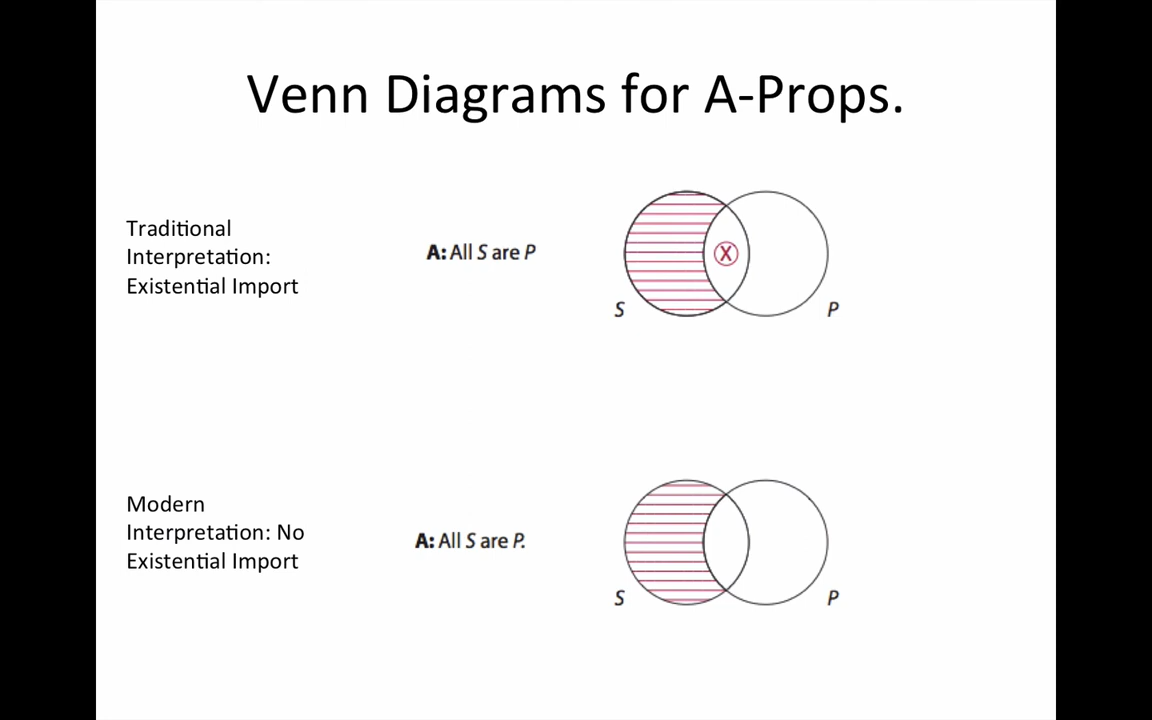 Venn Diagrams for A-Props.
Traditional
Interpretation:
Existential Import
A: All S are P
X
S
P
Modern
Interpretation: No
Existential Import
A: All S are P.
S
P